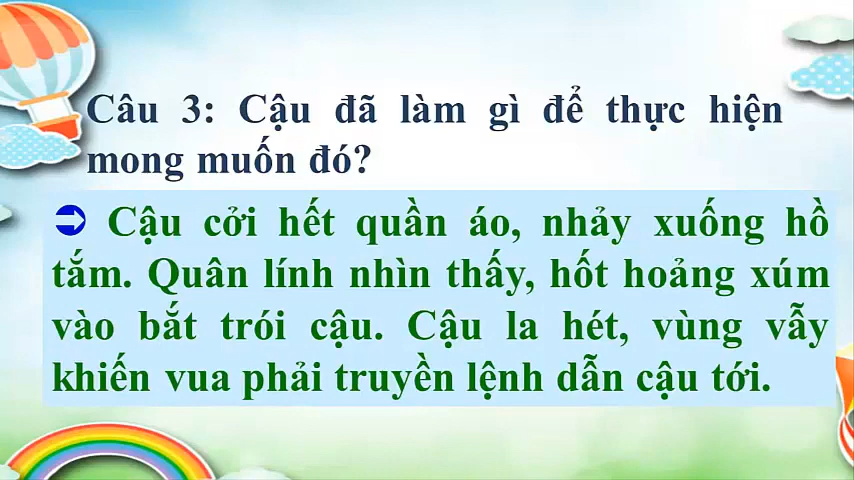 Câu 3: Cậu đã làm gì để thực hiện
mong muốn đó?
➲ Cậu cởi hết quần áo, nhảy xuống hồ
tắm. Quân lính nhìn thấy, hốt hoảng xúm
vào bắt trói cậu. Cậu la hét, vùng vẫy
khiến vua phải truyền lệnh dẫn cậu tới.